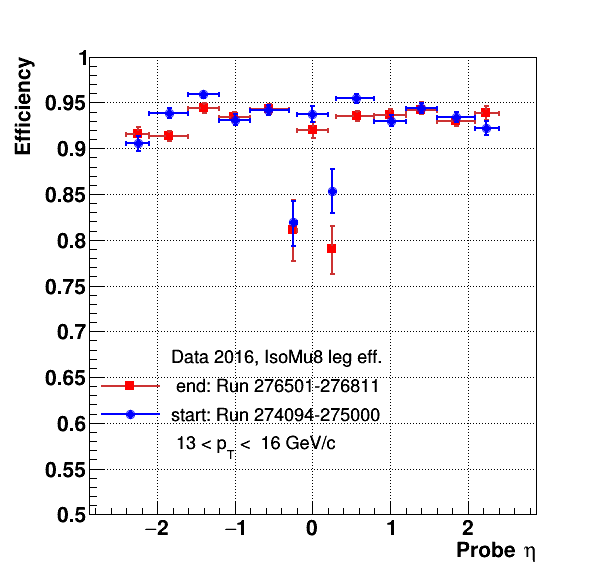 Efficiency
1
0.95
0.9
0.85
0.8
0.75
0.7
0.65
0.6
0.55
0.5
Data 2016, IsoMu8 leg eff.
end: Run 276501-276811
start: Run 274094-275000
13 < p_T < 16 GeV/c
−2 −1 0 1 2
Probe η